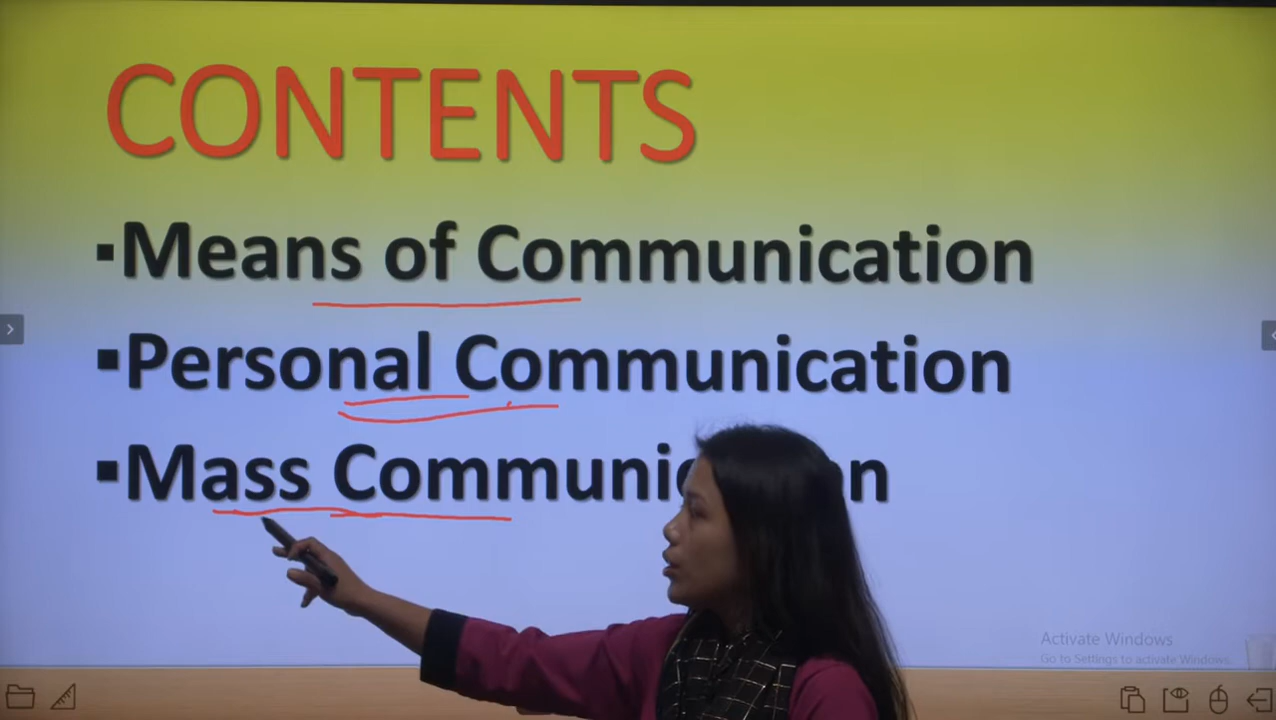 CONTENTS
▪Means of Communication
▪Personal Communication
▪Mass
Activate Windows
Go to Settings to activate Windows.